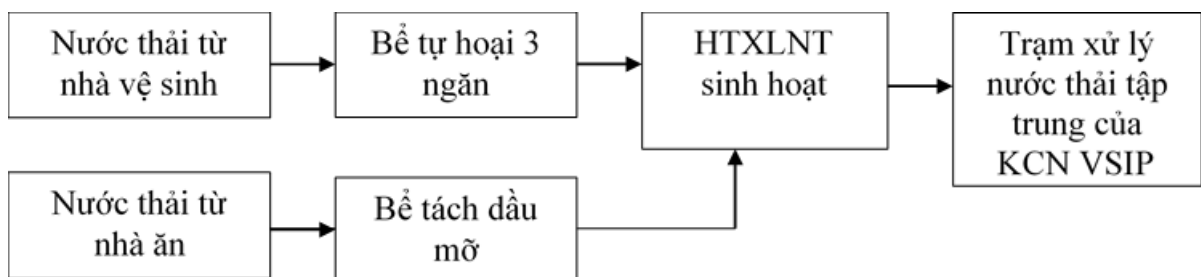 Nước thải từ
nhà vệ sinh
Bể tự hoại 3
ngăn
HTXLNT
sinh hoạt
Trạm xử lý
nước thải tập
trung của
KCN VSIP
Nước thải từ
nhà ăn
Bể tách dầu
mỡ